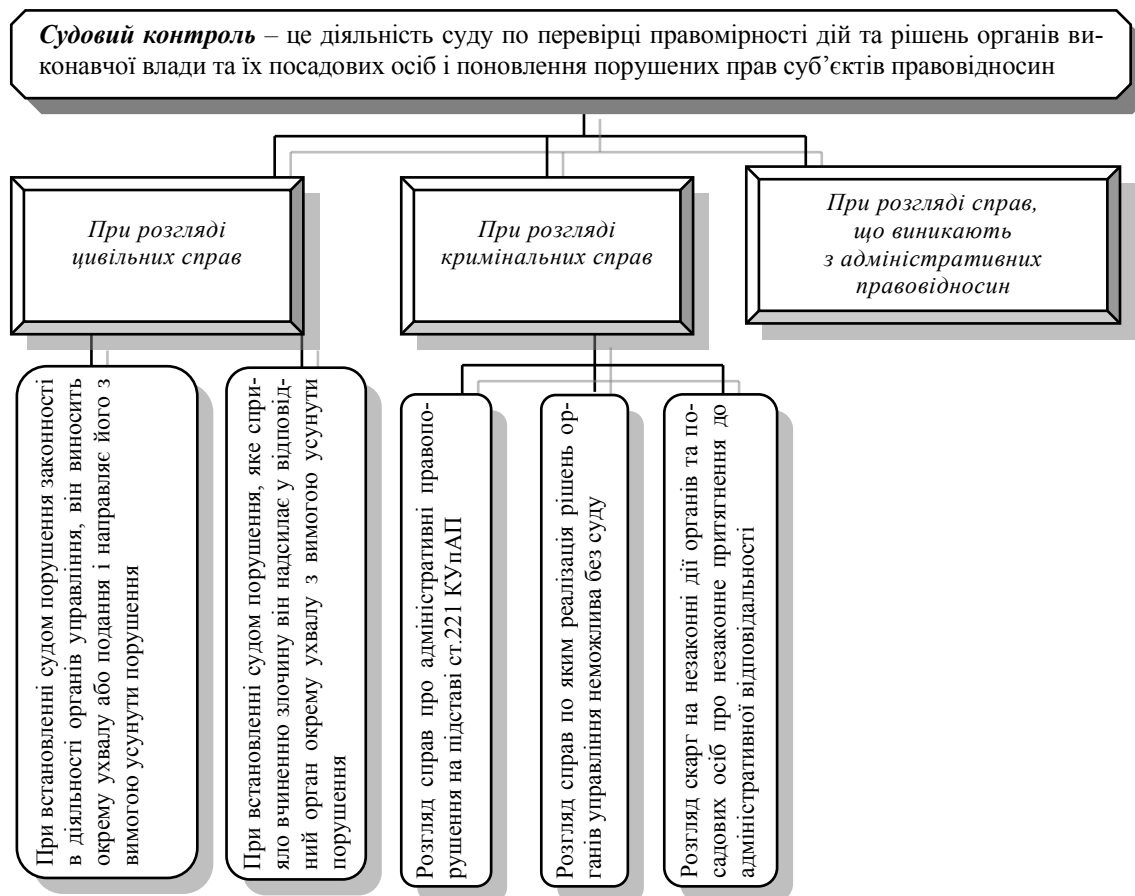 Судовий контроль – це діяльність суду по перевірці правомірності дій та рішень органів ви-
конавчої влади та їх посадових осіб і поновлення порушених прав суб’єктів правовідносин
При розгляді
цивільних справ
При розгляді
кримінальних справ
При розгляді справ,
що виникають
з адміністративних
правовідносин
При встановленні судом порушення законності
в діяльності органів управління, він виносить
окрему ухвалу або подання і направляє його з
вимогою усунути порушення
При встановленні судом порушення, яке спри-
яло вчиненню злочину він надсилає у відповід-
ний орган окрему ухвалу з вимогою усунути
порушення
Розгляд справ про адміністративні правопо-
рушення на підставі ст.221 КУпАП
Розгляд справ по яким реалізація рішень ор-
ганів управління неможлива без суду
Розгляд скарг на незаконні дії органів та по-
садових осіб про незаконне притягнення до
адміністративної відповідальності